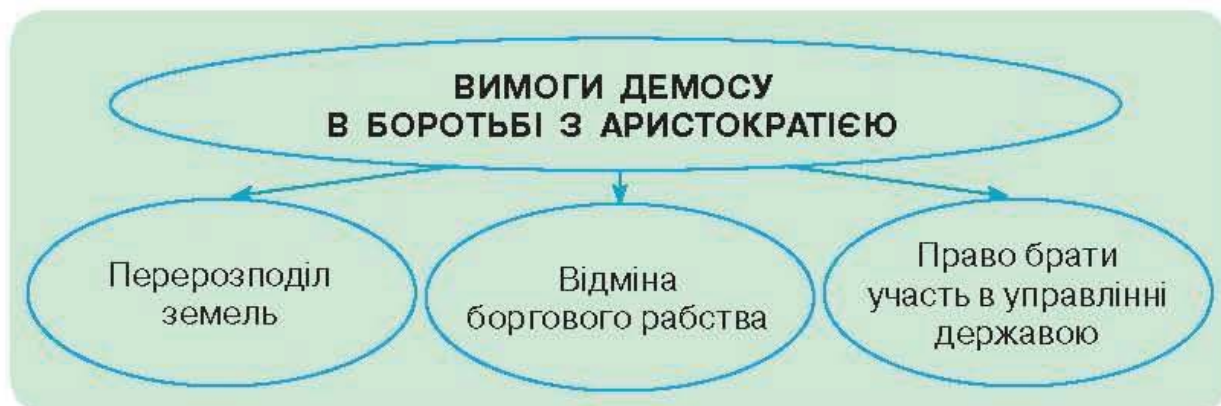 ВИМОГИ ДЕМОСУ
В БОРОТЬБІ З АРИСТОКРАТІЄЮ
Перерозподіл
земель
Відміна
боргового рабства
Право брати
участь в управлінні
державою